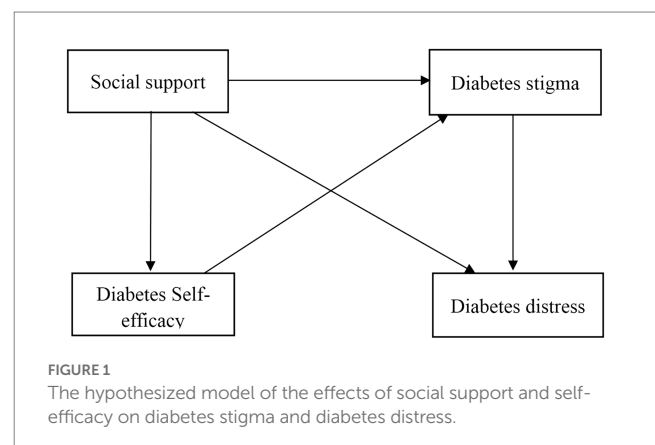 Social support
Diabetes stigma
Diabetes Self-
efficacy
Diabetes distress
FIGURE 1
The hypothesized model of the effects of social support and self-
efficacy on diabetes stigma and diabetes distress.